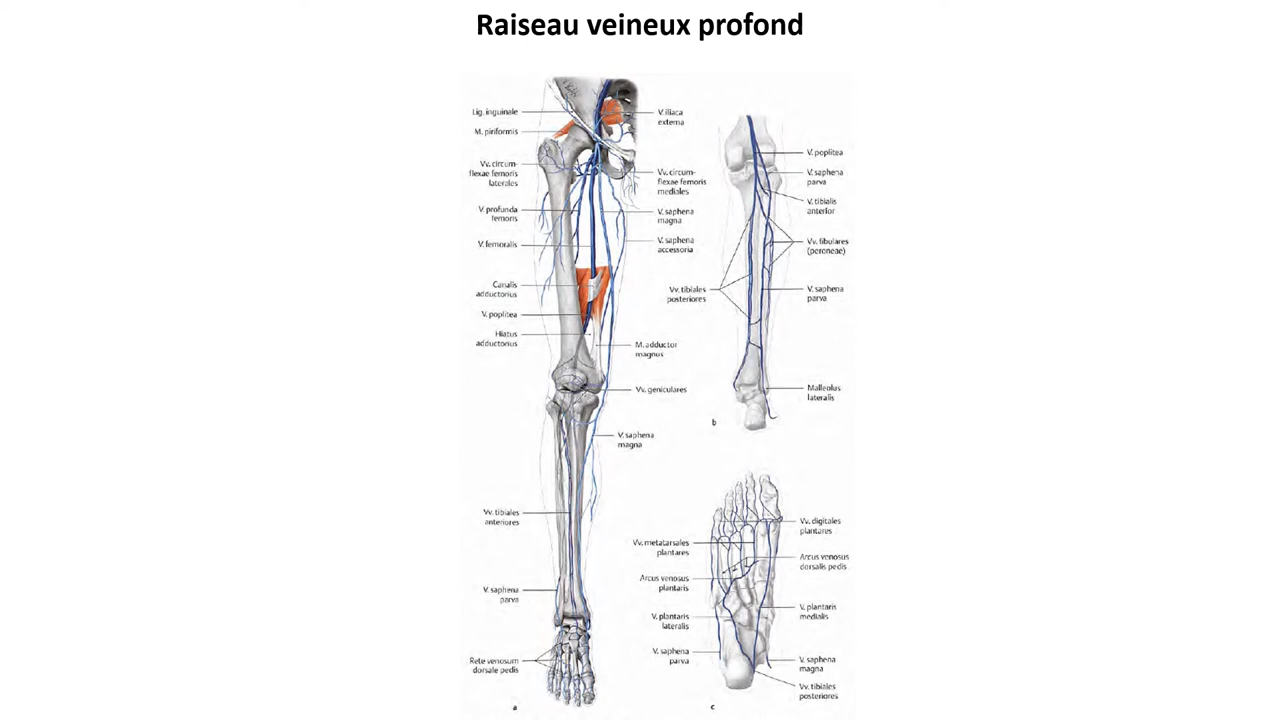 Raiseau veineux profond
Lig. inguinale
M. piriformis
Vv. circum-
flexae femoris
laterales
V. profunda
femoris
V. femoralis
Canalis
adductorius
V. poplitea
Hiatus
adductorius
Vv. tibiales
anteriores
V. saphena
parva
Rete venosum
dorsale pedis
V. iliaca
externa
Vv. circum-
flexae femoris
mediales
V. saphena
magna
V. saphena
accessoria
M. adductor
magnus
Vv. geniculares
V. saphena
magna
a
V. poplitea
V. saphena
parva
V. tibialis
anterior
Vv. fibulares
(peroneae)
Vv. tibiales
posteriores
V. saphena
parva
Malleolus
lateralis
b
Vv. digitales
plantares
Vv. metatarsales
plantares
Arcus venosus
dorsalis pedis
Arcus venosus
plantaris
V. plantaris
medialis
V. plantaris
lateralis
V. saphena
parva
V. saphena
magna
Vv. tibiales
posteriores
c